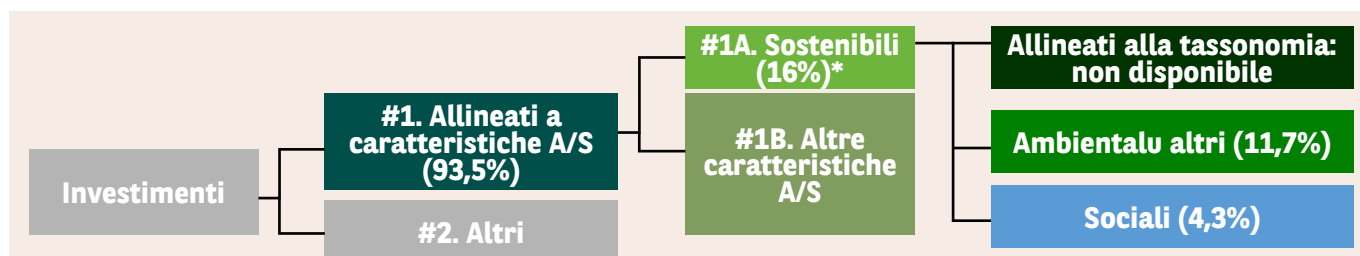 Investimenti
#1. Allineati a
caratteristiche A/S
(93,5%)
#2. Altri
#1A. Sostenibili
(16%)*
#1B. Altre
caratteristiche
A/S
Allineati alla tassonomia:
non disponibile
Ambientalu altri (11,7%)
Sociali (4,3%)